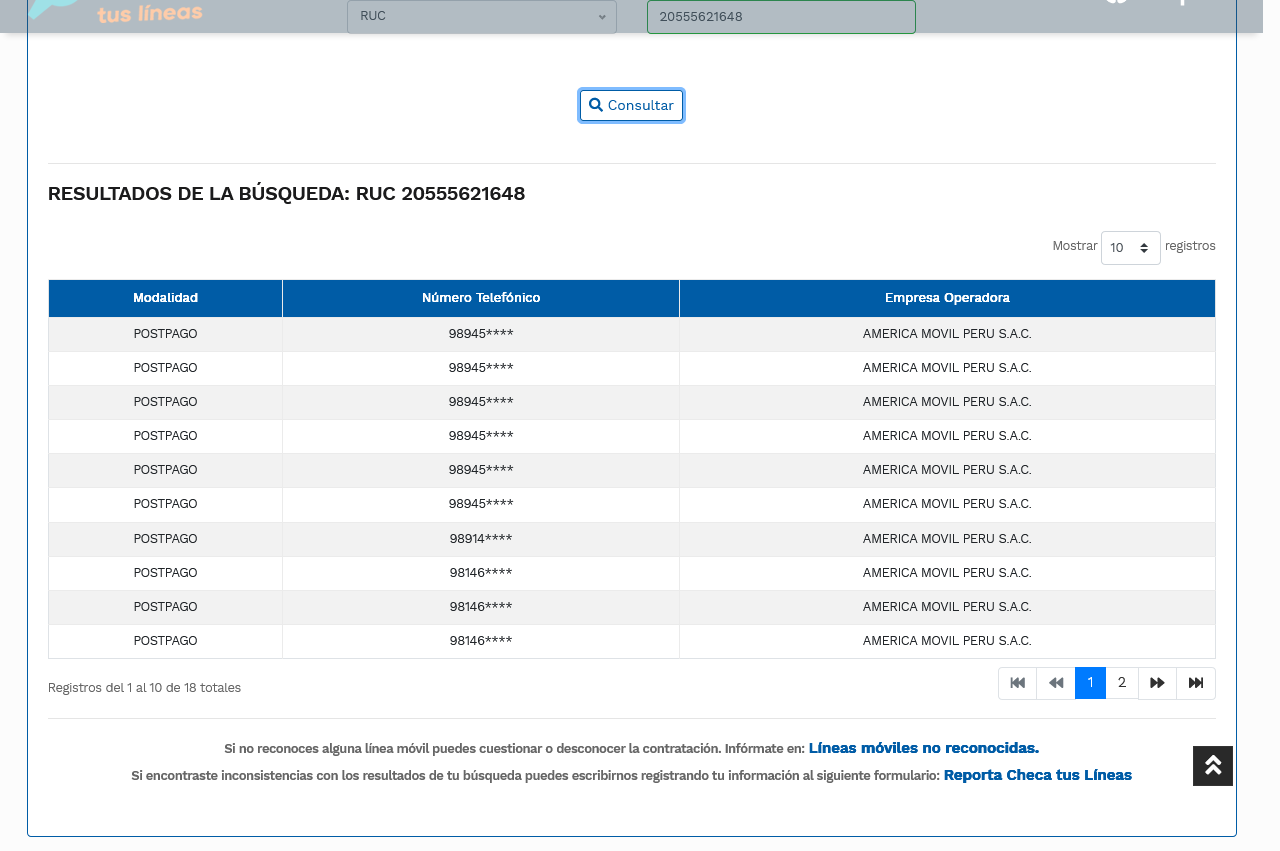 tus líneas
RUC
20555621648
Consultar
RESULTADOS DE LA BÚSQUEDA: RUC 20555621648
Mostrar 10 registros
Modalidad Número Telefónico Empresa Operadora
POSTPAGO 98945**** AMERICA MOVIL PERU S.A.C.
POSTPAGO 98945**** AMERICA MOVIL PERU S.A.C.
POSTPAGO 98945**** AMERICA MOVIL PERU S.A.C.
POSTPAGO 98945**** AMERICA MOVIL PERU S.A.C.
POSTPAGO 98945**** AMERICA MOVIL PERU S.A.C.
POSTPAGO 98945**** AMERICA MOVIL PERU S.A.C.
POSTPAGO 98914**** AMERICA MOVIL PERU S.A.C.
POSTPAGO 98146**** AMERICA MOVIL PERU S.A.C.
POSTPAGO 98146**** AMERICA MOVIL PERU S.A.C.
POSTPAGO 98146**** AMERICA MOVIL PERU S.A.C.
Registros del 1 al 10 de 18 totales
1 2
Si no reconoces alguna línea móvil puedes cuestionar o desconocer la contratación. Infórmate en: Líneas móviles no reconocidas.
Si encontraste inconsistencias con los resultados de tu búsqueda puedes escribirnos registrando tu información al siguiente formulario: Reporta Checa tus Líneas